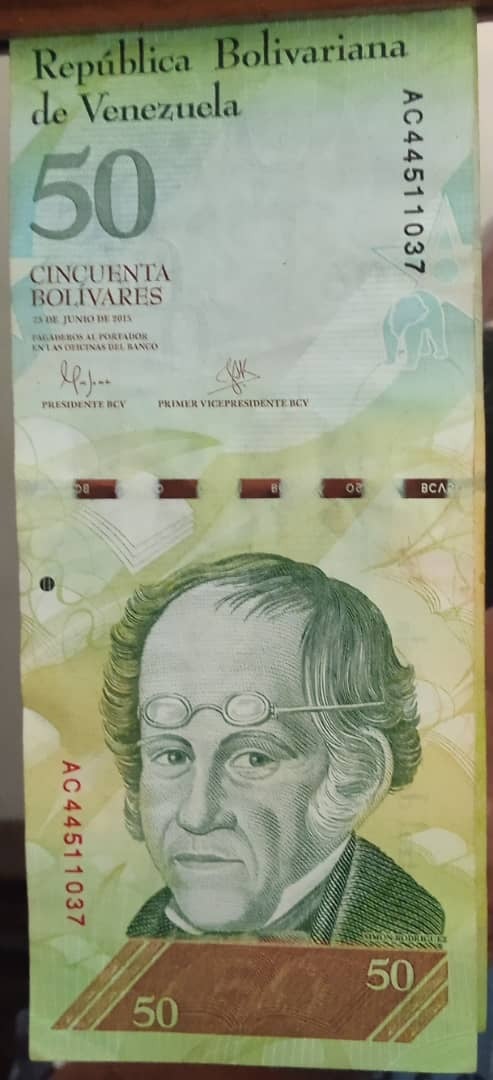 República Bolivariana
de Venezuela
AC44511037
50
CINCUENTA
BOLÍVARES
23 DE JUNIO DE 2015
PAGADEROS AL PORTADOR
EN LAS OFICINAS DEL BANCO
PRESIDENTE BCV
PRIMER VICEPRESIDENTE BCV
AC44511037
SIMÓN RODRÍGUEZ
50
50